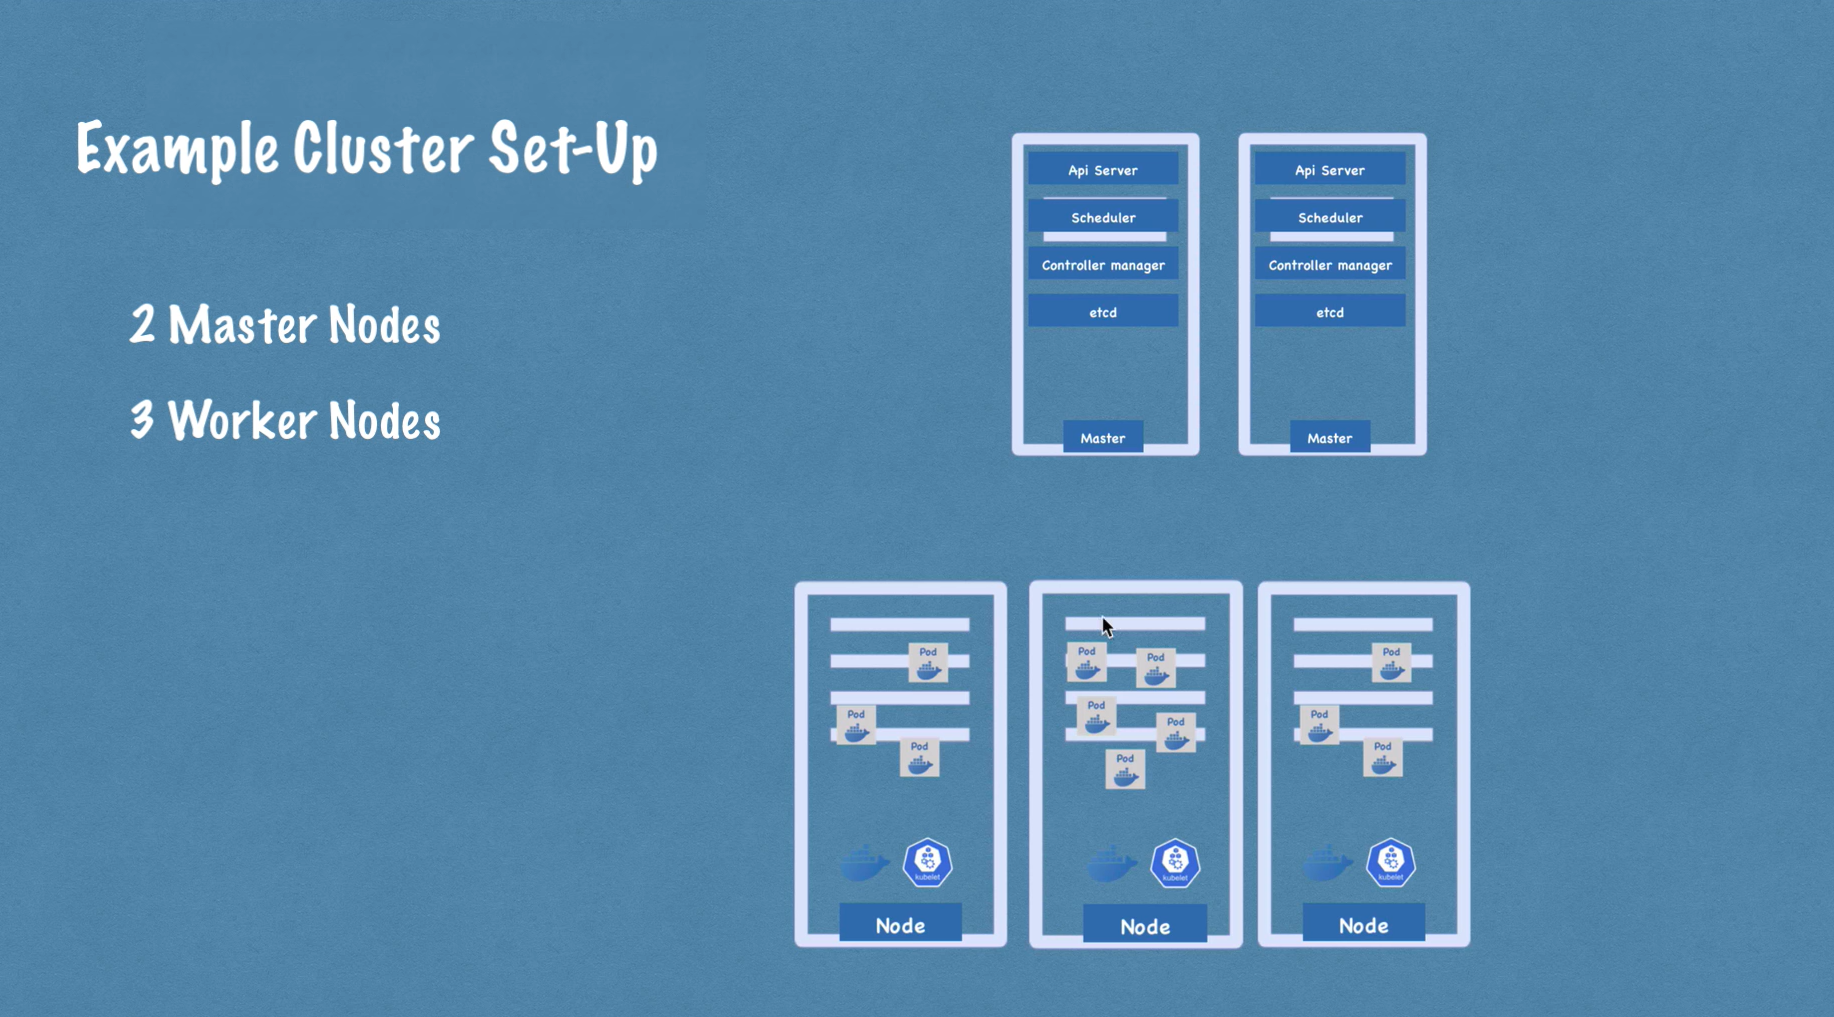 Example Cluster Set-Up
2 Master Nodes
3 Worker Nodes
Api Server
Scheduler
Controller manager
etcd
Master
Api Server
Scheduler
Controller manager
etcd
Master
Pod
Pod
Pod
kubelet
Node
Pod
Pod
Pod
Pod
Pod
kubelet
Node
Pod
Pod
Pod
kubelet
Node